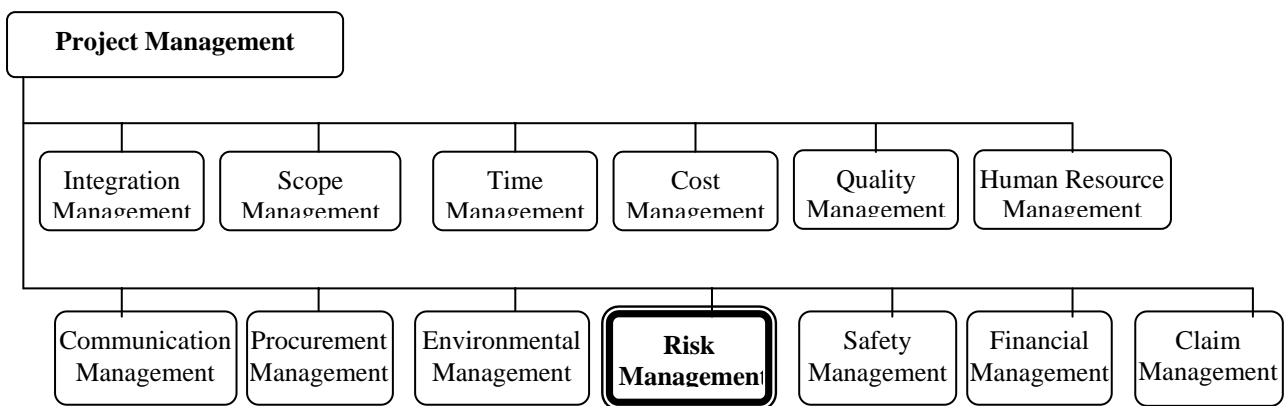 Project Management
Integration
Management
Scope
Management
Time
Management
Cost
Management
Quality
Management
Human Resource
Management
Communication
Management
Procurement
Management
Environmental
Management
Risk
Management
Safety
Management
Financial
Management
Claim
Management